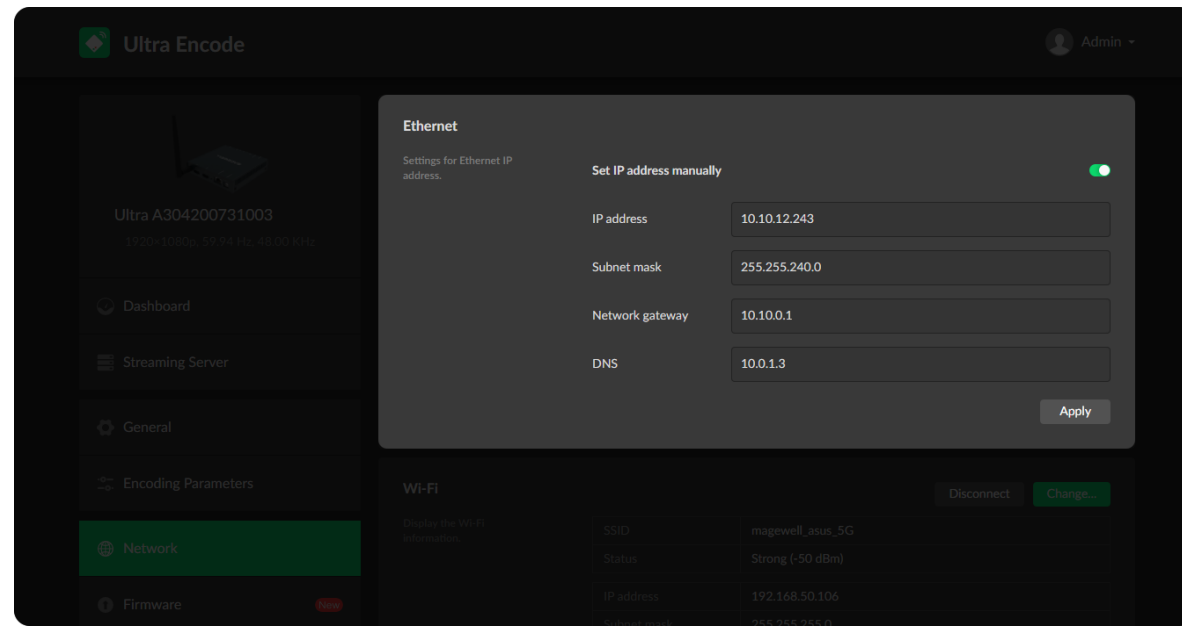 Ultra Encode
Admin
Ultra A304200731003
1920×1080p, 59.94 Hz, 48.00 KHz
Dashboard
Streaming Server
General
Encoding Parameters
Network
Firmware
New
Ethernet
Settings for Ethernet IP
address.
Set IP address manually
IP address 10.10.12.243
Subnet mask 255.255.240.0
Network gateway 10.10.0.1
DNS 10.0.1.3
Apply
Wi-Fi
Disconnect Change...
Display the Wi-Fi
information.
SSID magewell_asus_5G
Status Strong (-50 dBm)
IP address 192.168.50.106
Subnet mask 255.255.255.0